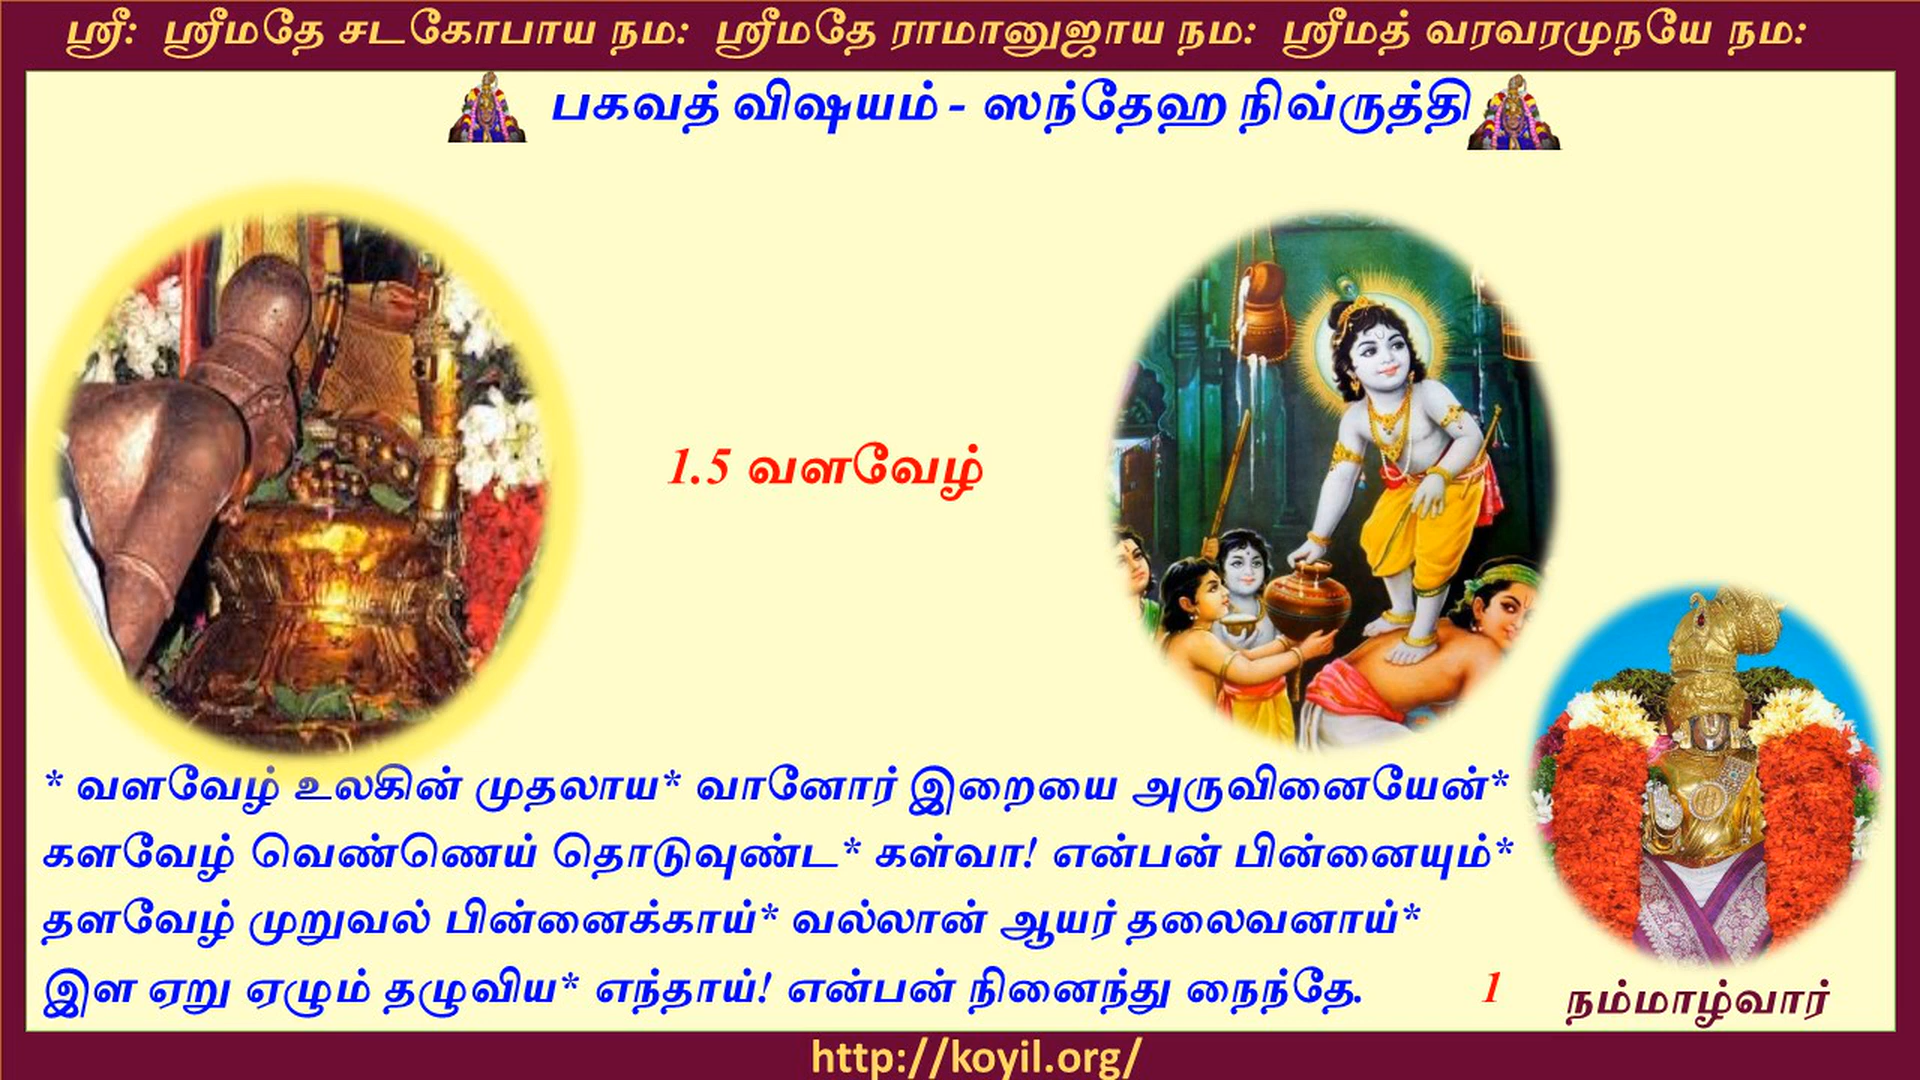 ஸ்ரீ: ஸ்ரீமதே சடகோபாய நம: ஸ்ரீமதே ராமானுஜாய நம: ஸ்ரீமத் வரவரமுநயே நம:
பகவத் விஷயம் - ஸந்தேஹ நிவ்ருத்தி
1.5 வளவேழ்
* வளவேழ் உலகின் முதலாய* வானோர் இறையை அருவினையேன்*
களவேழ் வெண்ணெய் தொடுவுண்ட* கள்வா! என்பன் பின்னையும்*
தளவேழ் முறுவல் பின்னைக்காய்* வல்லான் ஆயர் தலைவனாய்*
இள ஏறு ஏழும் தழுவிய* எந்தாய்! என்பன் நினைந்து நைந்தே. 1
நம்மாழ்வார்
http://koyil.org/